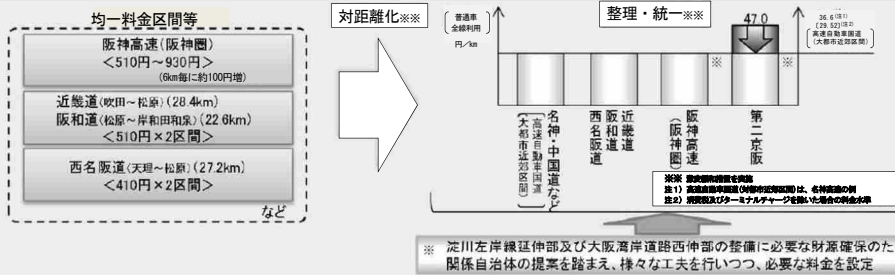 均一料金区間等
阪神高速(阪神圏)
<510円~930円>
(6km毎に約100円増)
近畿道(吹田~松原)(28.4km)
阪和道(松原~岸和田和泉)(22.6km)
<510円×2区間>
西名阪道(天理~松原)(27.2km)
<410円×2区間>
など
対距離化※※
整理・統一※※
普通車
全線利用
円/km
47.0
36.6(注1)
[29.52](注2)
高速自動車国道
(大都市近郊区間)
※
※
名神・中国道など
高速自動車国道
(大都市近郊区間)
近畿道
阪和道
西名阪道
阪神高速
(阪神圏)
第二京阪
※※ 激変緩和措置を実施
注1) 高速自動車国道(大都市近郊区間)は、名神高速の例
注2) 消費税及びターミナルチャージを除いた場合の料金水準
※ 淀川左岸線延伸部及び大阪湾岸道路西伸部の整備に必要な財源確保のた
関係自治体の提案を踏まえ、様々な工夫を行いつつ、必要な料金を設定